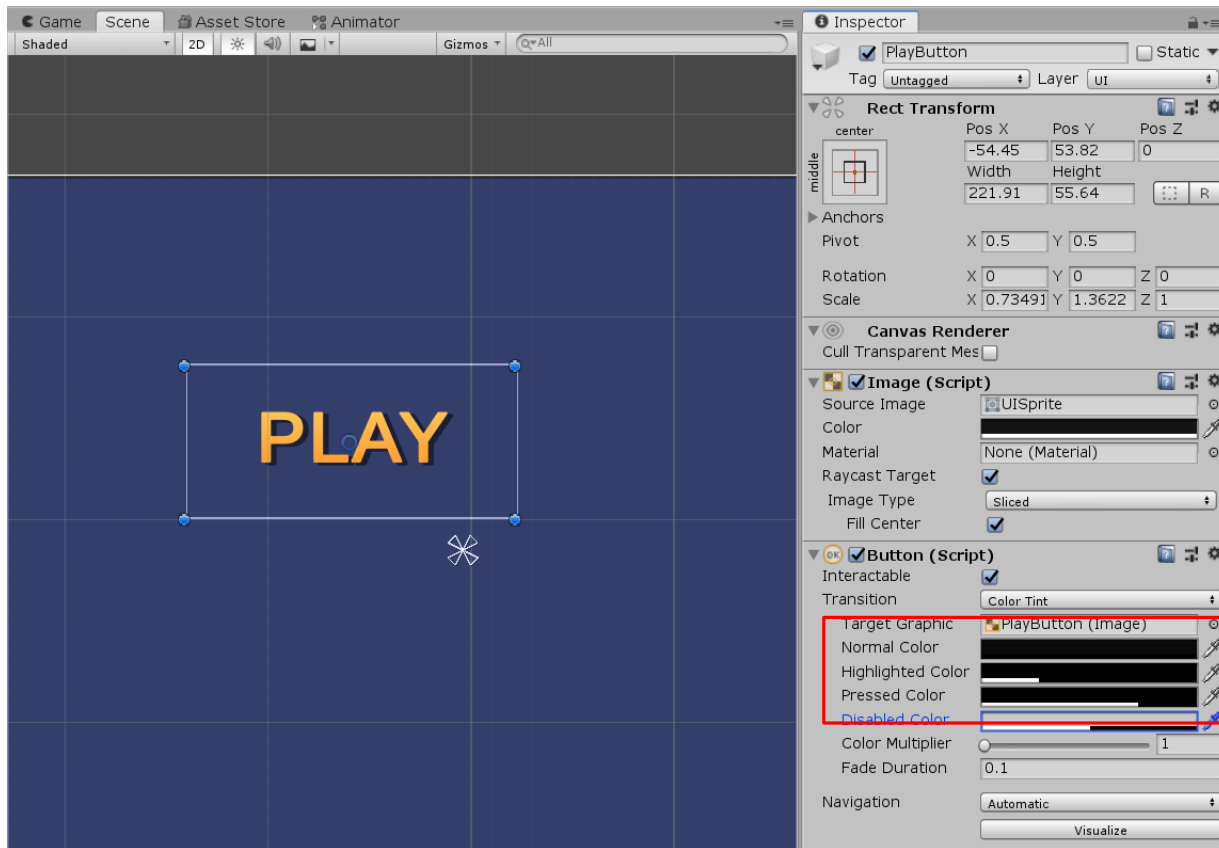 Game Scene Asset Store Animator
Shaded 2D Gizmos All
PLAY
Inspector
PlayButton Static
Tag Untagged Layer UI
Rect Transform
center Pos X Pos Y Pos Z
middle -54.45 53.82 0
Width Height
221.91 55.64 R
Anchors
Pivot X 0.5 Y 0.5
Rotation X 0 Y 0 Z 0
Scale X 0.73491 Y 1.3622 Z 1
Canvas Renderer
Cull Transparent Mes
Image (Script)
Source Image UISprite
Color
Material None (Material)
Raycast Target
Image Type Sliced
Fill Center
OK Button (Script)
Interactable
Transition Color Tint
Target Graphic PlayButton (Image)
Normal Color
Highlighted Color
Pressed Color
Disabled Color
Color Multiplier 1
Fade Duration 0.1
Navigation Automatic
Visualize